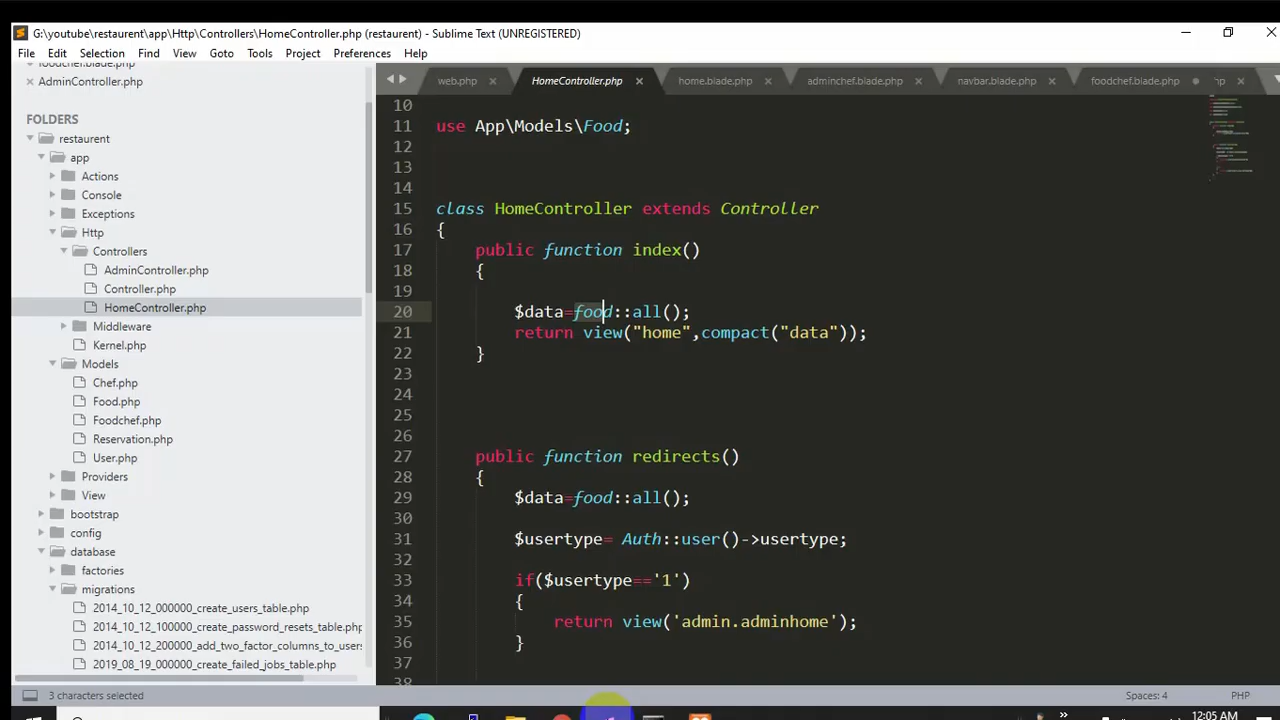 G:\youtube\restaurent\app\Http\Controllers\HomeController.php (restaurent) - Sublime Text (UNREGISTERED)
File Edit Selection Find View Goto Tools Project Preferences Help
foodchef.blade.php
AdminController.php
FOLDERS
restaurent
app
Actions
Console
Exceptions
Http
Controllers
AdminController.php
Controller.php
HomeController.php
Middleware
Kernel.php
Models
Chef.php
Food.php
Foodchef.php
Reservation.php
User.php
Providers
View
bootstrap
config
database
factories
migrations
2014_10_12_000000_create_users_table.php
2014_10_12_100000_create_password_resets_table.php
2014_10_12_200000_add_two_factor_columns_to_users
2019_08_19_000000_create_failed_jobs_table.php
web.php HomeController.php home.blade.php adminchef.blade.php navbar.blade.php foodchef.blade.php hp
10
11 use App\Models\Food;
12
13
14
15 class HomeController extends Controller
16 {
17 public function index()
18 {
19
20 $data=food::all();
21 return view("home",compact("data"));
22 }
23
24
25
26
27 public function redirects()
28 {
29 $data=food::all();
30
31 $usertype= Auth::user()->usertype;
32
33 if($usertype=='1')
34 {
35 return view('admin.adminhome');
36 }
37
38
3 characters selected Spaces: 4 PHP
12:05 AM